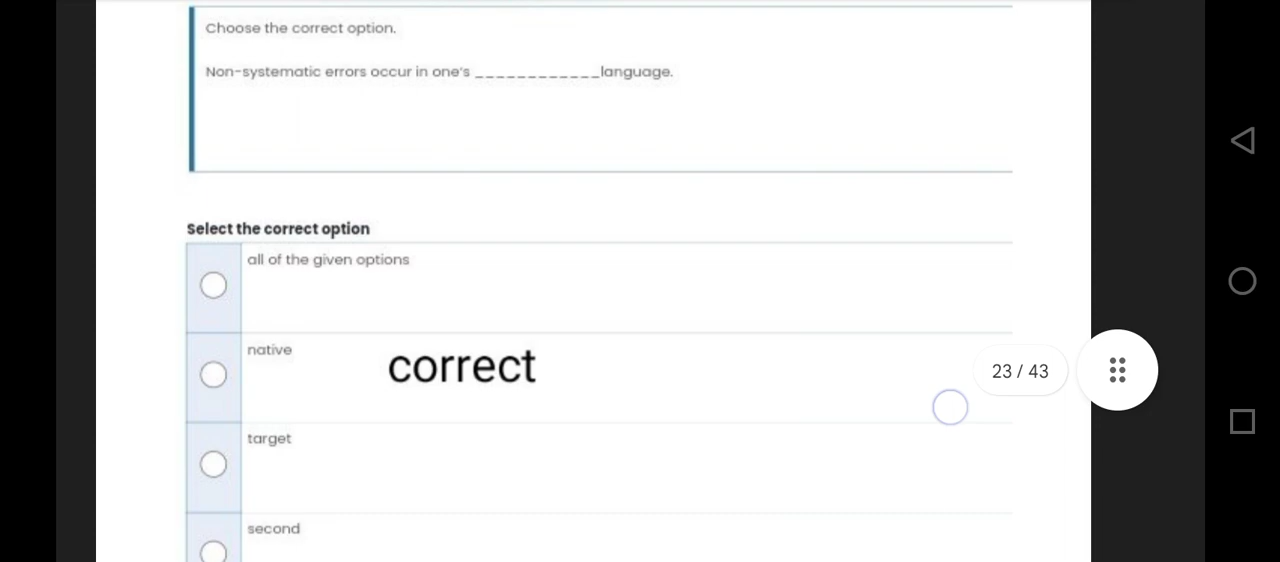 Choose the correct option.
Non-systematic errors occur in one's ____________language.
Select the correct option
all of the given options
native
correct
23 / 43
target
second